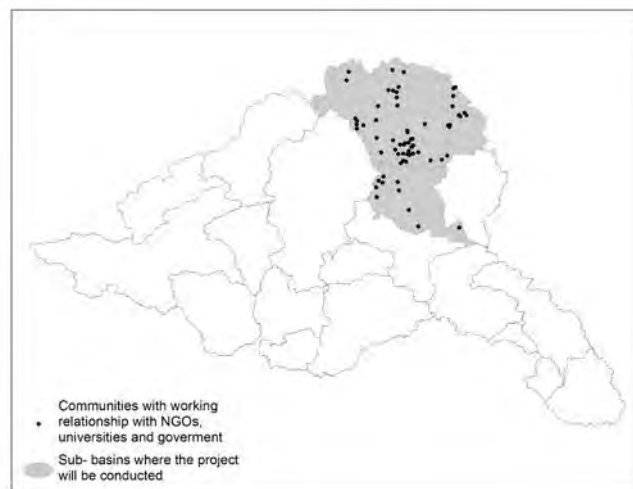 Communities with working
relationship with NGOs,
universities and goverment
Sub- basins where the project
will be conducted